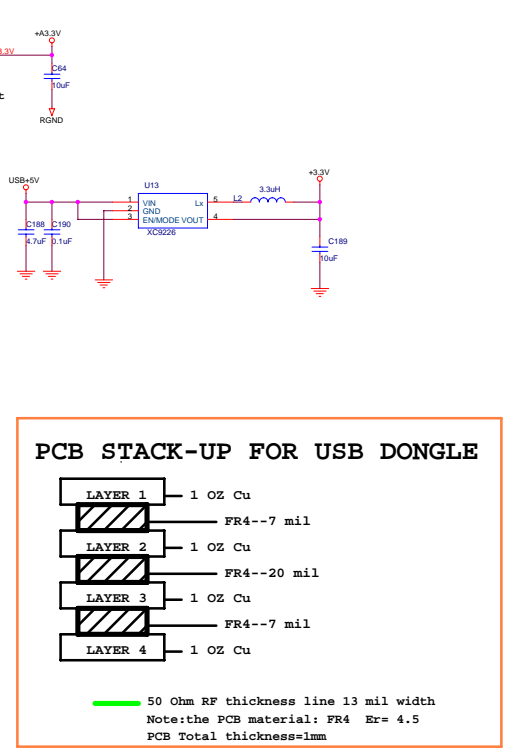 +A3.3V
3.3V
C64
10uF
t
RGND
USB+5V
U13
+3.3V
1 VIN Lx 5 L2 3.3uH
2 GND
3 EN/MODE VOUT 4
XC9226
C188 C190
4.7uF 0.1uF
C189
10uF
PCB STACK-UP FOR USB DONGLE
LAYER 1 1 OZ Cu
FR4--7 mil
LAYER 2 1 OZ Cu
FR4--20 mil
LAYER 3 1 OZ Cu
FR4--7 mil
LAYER 4 1 OZ Cu
50 Ohm RF thickness line 13 mil width
Note:the PCB material: FR4 Er= 4.5
PCB Total thickness=1mm